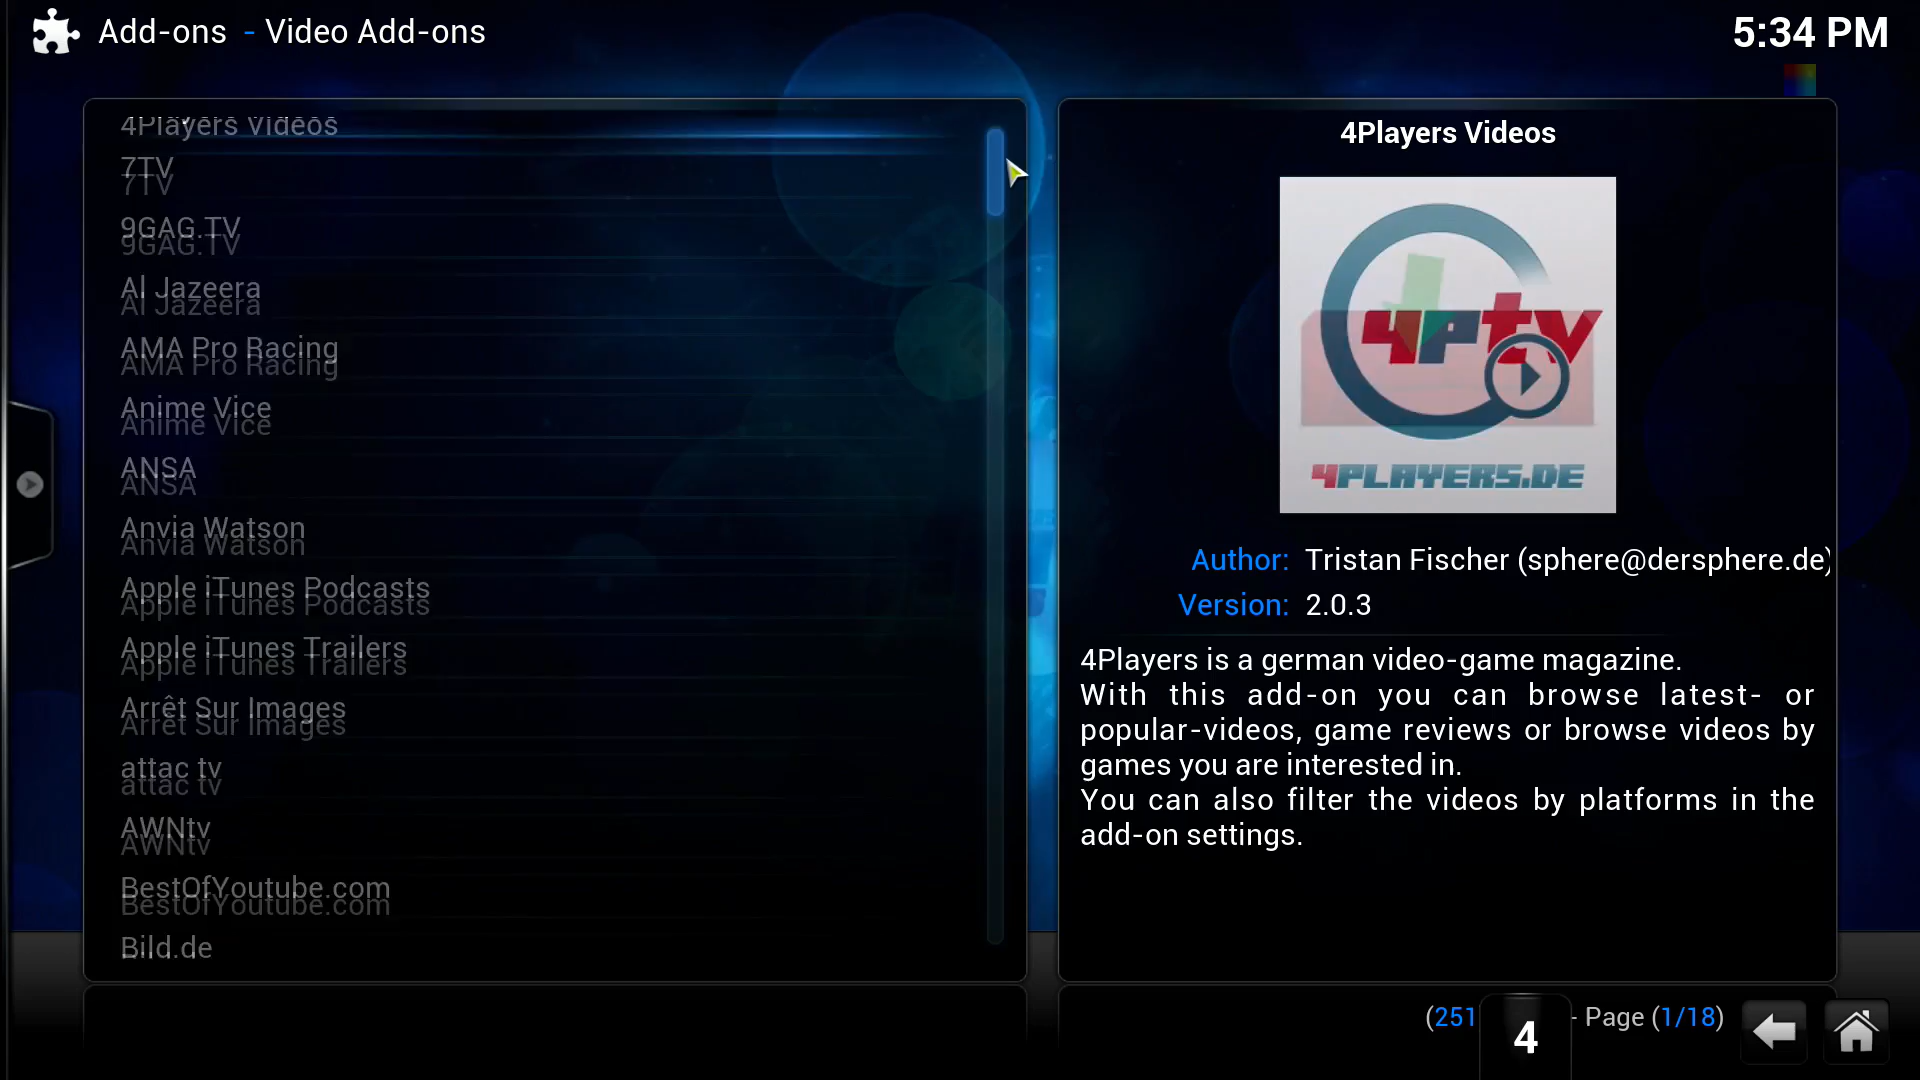 Add-ons - Video Add-ons
5:34 PM
4Players Videos
7TV
9GAG.TV
Al Jazeera
AMA Pro Racing
Anime Vice
ANSA
Anvia Watson
Apple iTunes Podcasts
Apple iTunes Trailers
Arrêt Sur Images
attac tv
AWNtv
BestOfYoutube.com
Bild.de
4Players Videos
4Ptv
4PLAYERS.DE
Author: Tristan Fischer (sphere@dersphere.de)
Version: 2.0.3
4Players is a german video-game magazine.
With this add-on you can browse latest- or
popular-videos, game reviews or browse videos by
games you are interested in.
You can also filter the videos by platforms in the
add-on settings.
(251
4
- Page (1/18)